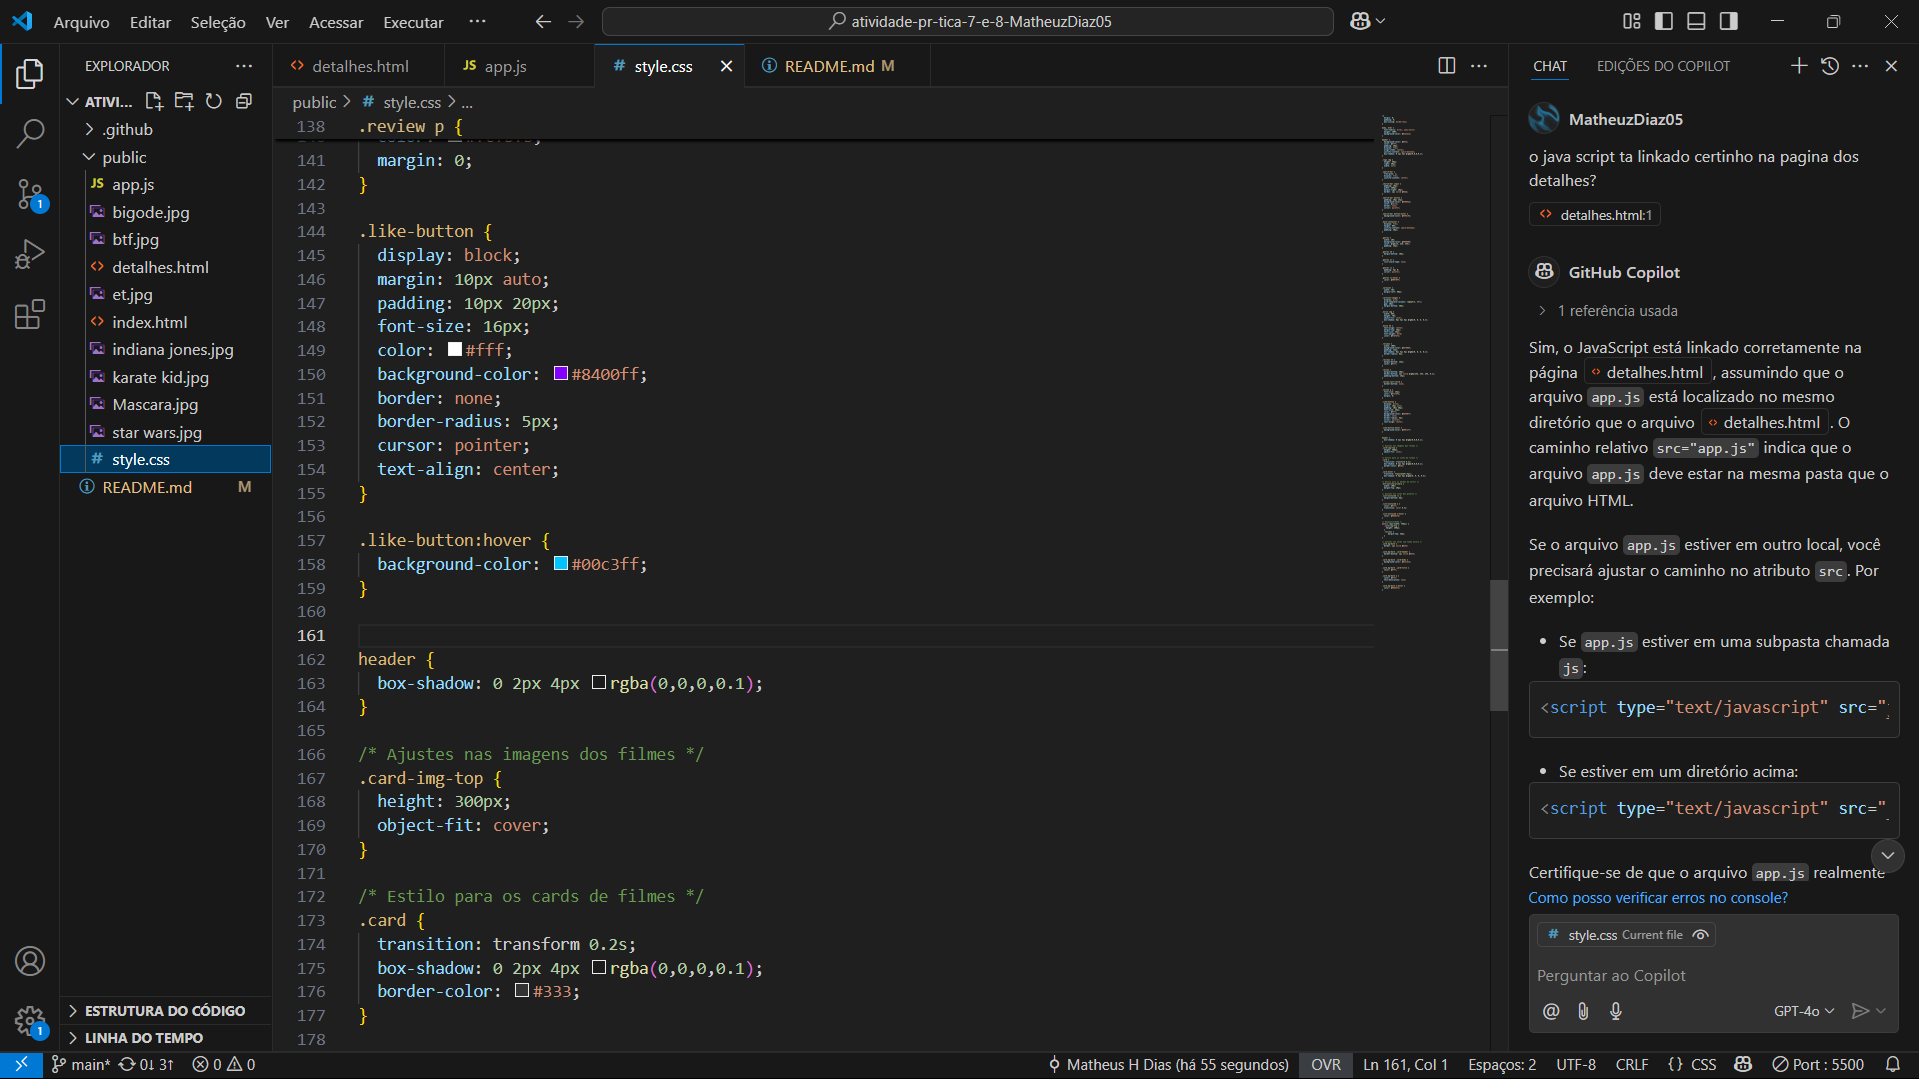 Arquivo Editar Seleção Ver Acessar Executar ··· atividade-pr-tica-7-e-8-MatheuzDiaz05
EXPLORADOR
ATIVI...
.github
public
JS app.js
bigode.jpg
btf.jpg
detalhes.html
et.jpg
index.html
indiana jones.jpg
karate kid.jpg
Mascara.jpg
star wars.jpg
# style.css
README.md M
ESTRUTURA DO CÓDIGO
LINHA DO TEMPO
detalhes.html JS app.js # style.css README.md M
public > # style.css > ...
138 .review p {
141 margin: 0;
142 }
143
144 .like-button {
145 display: block;
146 margin: 10px auto;
147 padding: 10px 20px;
148 font-size: 16px;
149 color: #fff;
150 background-color: #8400ff;
151 border: none;
152 border-radius: 5px;
153 cursor: pointer;
154 text-align: center;
155 }
156
157 .like-button:hover {
158 background-color: #00c3ff;
159 }
160
161
162 header {
163 box-shadow: 0 2px 4px rgba(0,0,0,0.1);
164 }
165
166 /* Ajustes nas imagens dos filmes */
167 .card-img-top {
168 height: 300px;
169 object-fit: cover;
170 }
171
172 /* Estilo para os cards de filmes */
173 .card {
174 transition: transform 0.2s;
175 box-shadow: 0 2px 4px rgba(0,0,0,0.1);
176 border-color: #333;
177 }
178
CHAT EDIÇÕES DO COPILOT
MatheuzDiaz05
o java script ta linkado certinho na pagina dos
detalhes?
detalhes.html:1
GitHub Copilot
1 referência usada
Sim, o JavaScript está linkado corretamente na
página detalhes.html , assumindo que o
arquivo app.js está localizado no mesmo
diretório que o arquivo detalhes.html . O
caminho relativo src="app.js" indica que o
arquivo app.js deve estar na mesma pasta que o
arquivo HTML.
Se o arquivo app.js estiver em outro local, você
precisará ajustar o caminho no atributo src . Por
exemplo:
• Se app.js estiver em uma subpasta chamada
js :
<script type="text/javascript" src="
• Se estiver em um diretório acima:
<script type="text/javascript" src="
Certifique-se de que o arquivo app.js realmente
Como posso verificar erros no console?
# style.css Current file
Perguntar ao Copilot
@ GPT-4o
main* 0↓ 3↑ 0 0 Matheus H Dias (há 55 segundos) OVR Ln 161, Col 1 Espaços: 2 UTF-8 CRLF {} CSS Port : 5500
1
1